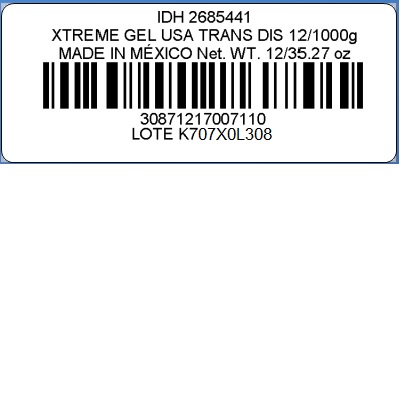 IDH 2685441
XTREME GEL USA TRANS DIS 12/1000g
MADE IN MÉXICO Net. WT. 12/35.27 oz
30871217007110
LOTE K707X0L308